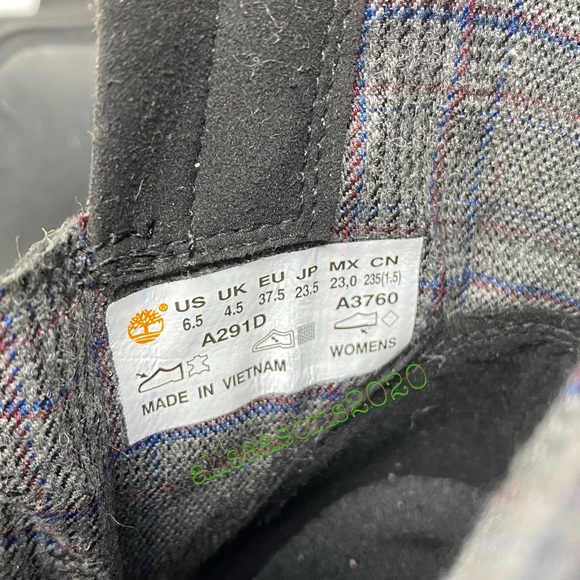 US UK EU JP MX CN
6.5 4.5 37.5 23.5 23,0 235(1.5)
A291D A3760
WOMENS
MADE IN VIETNAM
allseasons2020